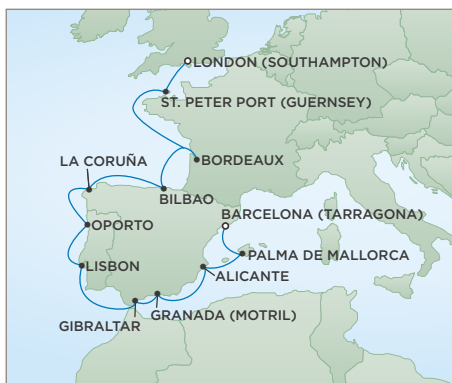 LONDON (SOUTHAMPTON)
ST. PETER PORT (GUERNSEY)
LA CORUÑA
BORDEAUX
BILBAO
BARCELONA (TARRAGONA)
OPORTO
PALMA DE MALLORCA
LISBON
ALICANTE
GRANADA (MOTRIL)
GIBRALTAR